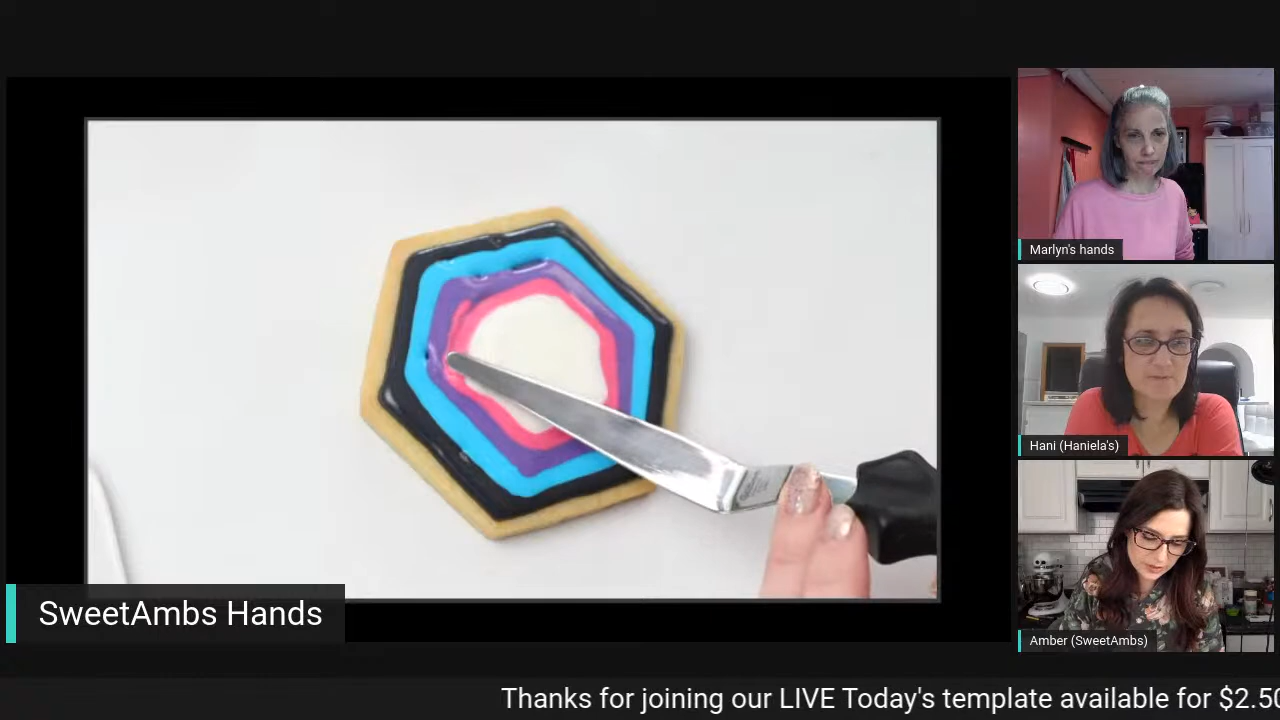 Marlyn's hands
Hani (Haniela's)
SweetAmbs Hands
Amber (SweetAmbs)
Thanks for joining our LIVE Today's template available for $2.50